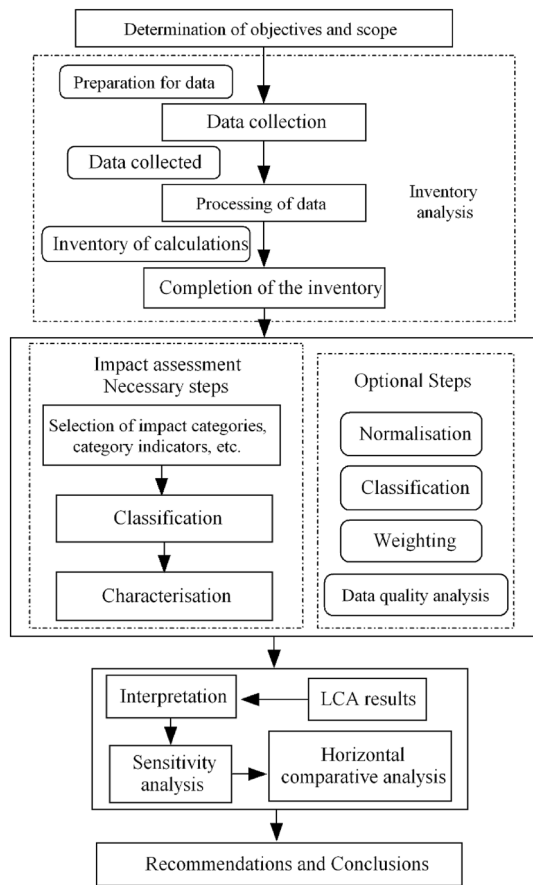 Determination of objectives and scope
Preparation for data
Data collection
Data collected
Processing of data
Inventory
analysis
Inventory of calculations
Completion of the inventory
Impact assessment
Necessary steps
Selection of impact categories,
category indicators, etc.
Classification
Characterisation
Optional Steps
Normalisation
Classification
Weighting
Data quality analysis
Interpretation
LCA results
Sensitivity
analysis
Horizontal
comparative analysis
Recommendations and Conclusions